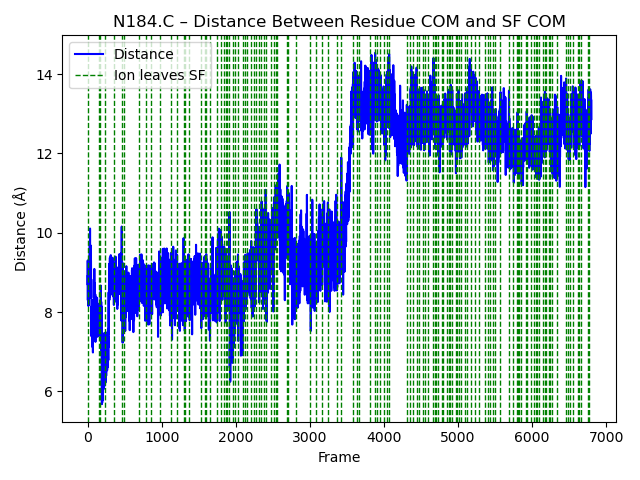 N184.C – Distance Between Residue COM and SF COM
Distance
Ion leaves SF
14
12
10
8
6
Distance (Å)
0 1000 2000 3000 4000 5000 6000 7000
Frame